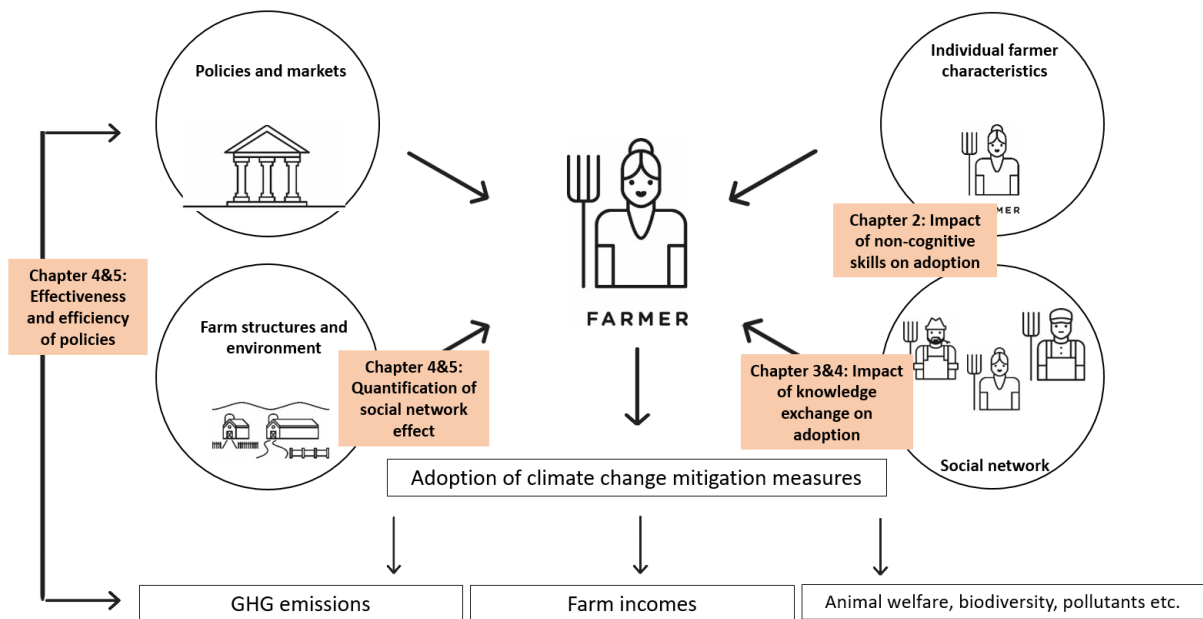 Policies and markets
Individual farmer
characteristics
Chapter 2: Impact
of non-cognitive
skills on adoption
MER
Chapter 4&5:
Effectiveness
and efficiency
of policies
Farm structures and
environment
Chapter 4&5:
Quantification of
social network
effect
FARMER
Chapter 3&4: Impact
of knowledge
exchange on
adoption
Social network
Adoption of climate change mitigation measures
GHG emissions
Farm incomes
Animal welfare, biodiversity, pollutants etc.